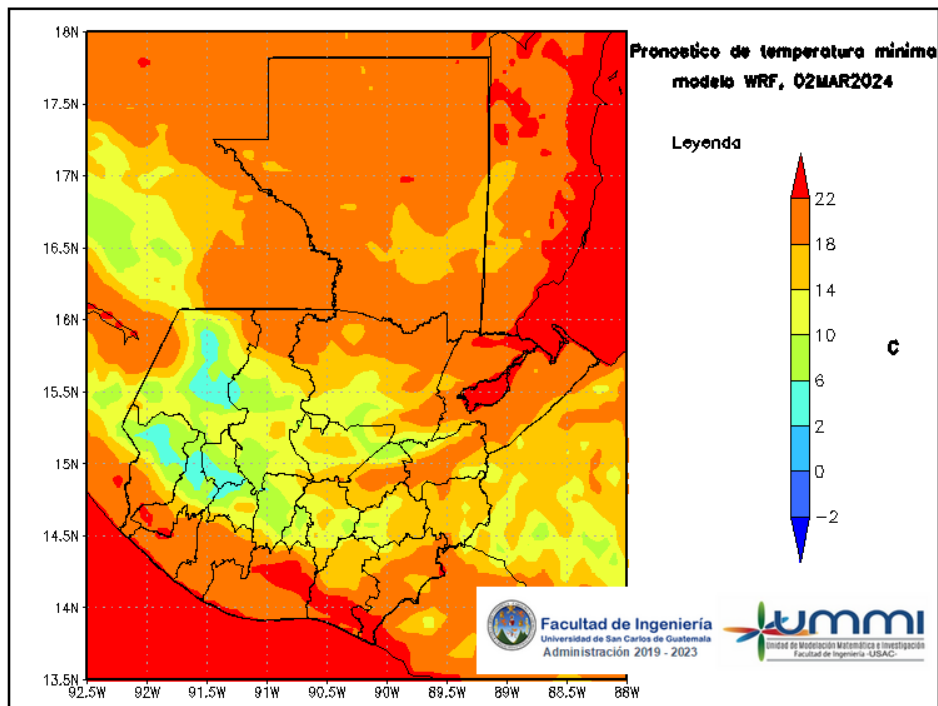 Pronostico de temperatura minima
modelo WRF, 02MAR2024
Leyenda
22
18
14
10
6
2
0
−2
C
18N
17.5N
17N
16.5N
16N
15.5N
15N
14.5N
14N
13.5N
92.5W
92W
91.5W
91W
90.5W
90W
89.5W
89W
88.5W
88W
Facultad de Ingeniería
Universidad de San Carlos de Guatemala
Administración 2019 - 2023
UMMI
Unidad de Modelación Matemática e Investigación
Facultad de Ingeniería -USAC-